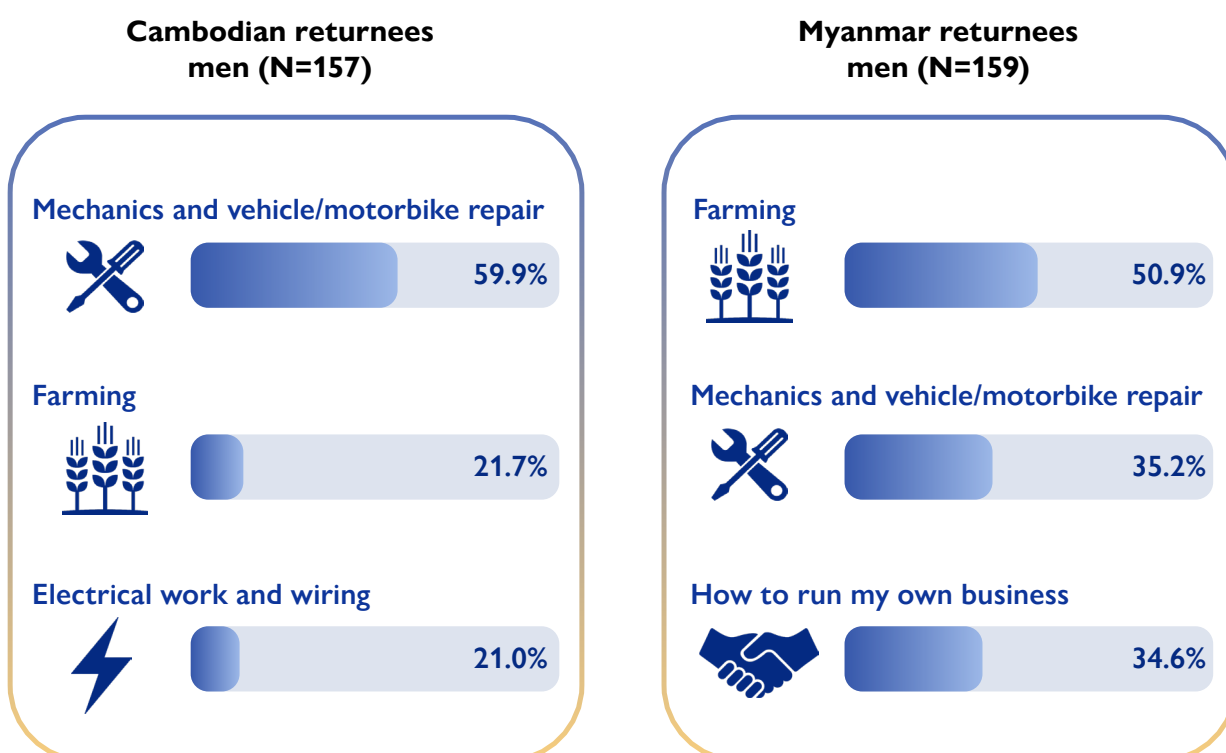 Cambodian returnees
men (N=157)
Mechanics and vehicle/motorbike repair
59.9%
Farming
21.7%
Electrical work and wiring
21.0%
Myanmar returnees
men (N=159)
Farming
50.9%
Mechanics and vehicle/motorbike repair
35.2%
How to run my own business
34.6%